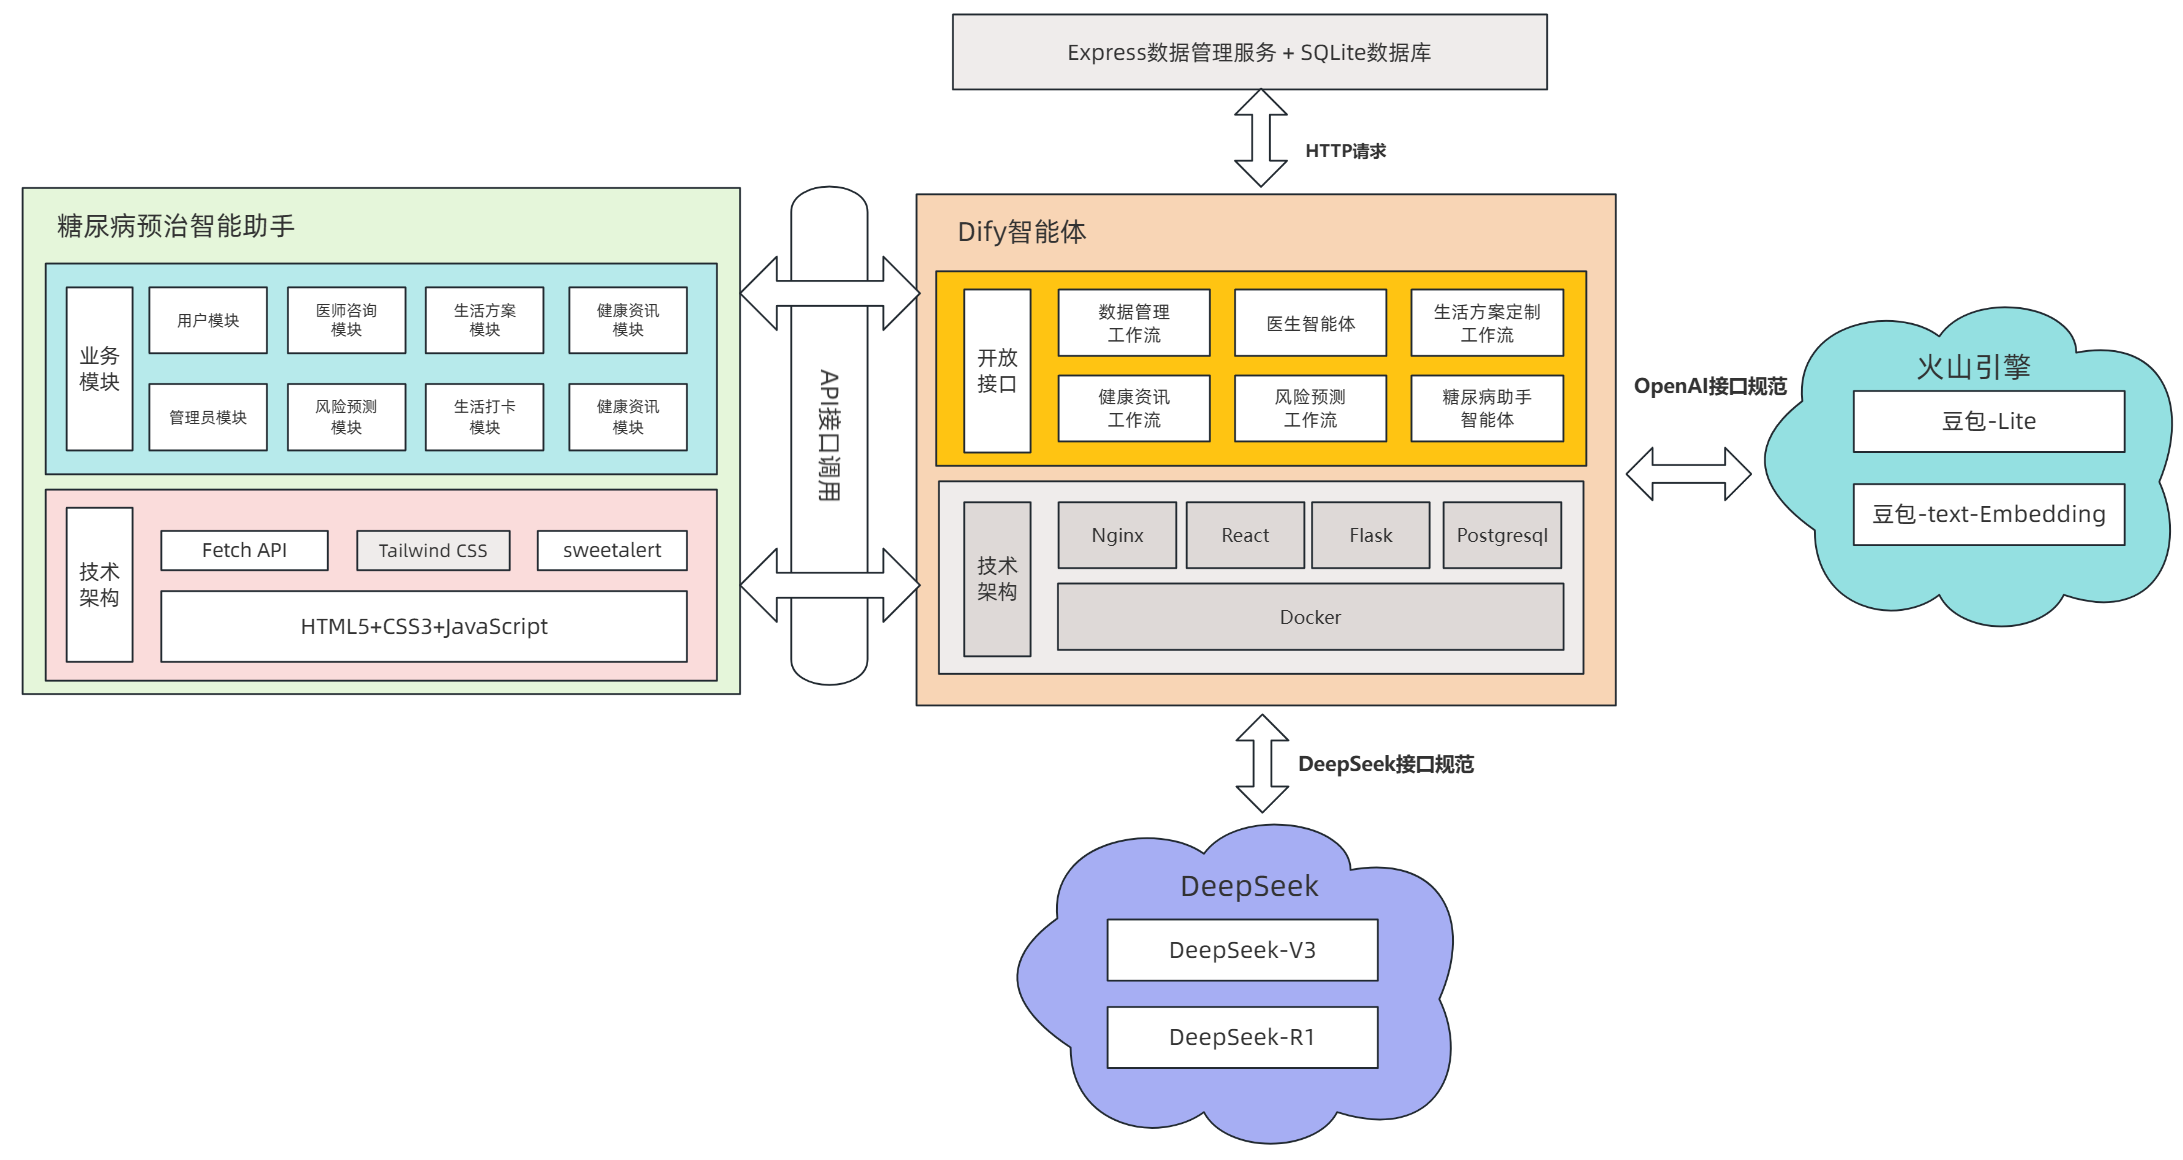 Express数据管理服务 + SQLite数据库
HTTP请求
糖尿病预治智能助手
业务
模块
用户模块
医师咨询
模块
生活方案
模块
健康资讯
模块
管理员模块
风险预测
模块
生活打卡
模块
健康资讯
模块
技术
架构
Fetch API
Tailwind CSS
sweetalert
HTML5+CSS3+JavaScript
API接口调用
Dify智能体
开放
接口
数据管理
工作流
医生智能体
生活方案定制
工作流
健康资讯
工作流
风险预测
工作流
糖尿病助手
智能体
技术
架构
Nginx
React
Flask
Postgresql
Docker
OpenAI接口规范
火山引擎
豆包-Lite
豆包-text-Embedding
DeepSeek接口规范
DeepSeek
DeepSeek-V3
DeepSeek-R1